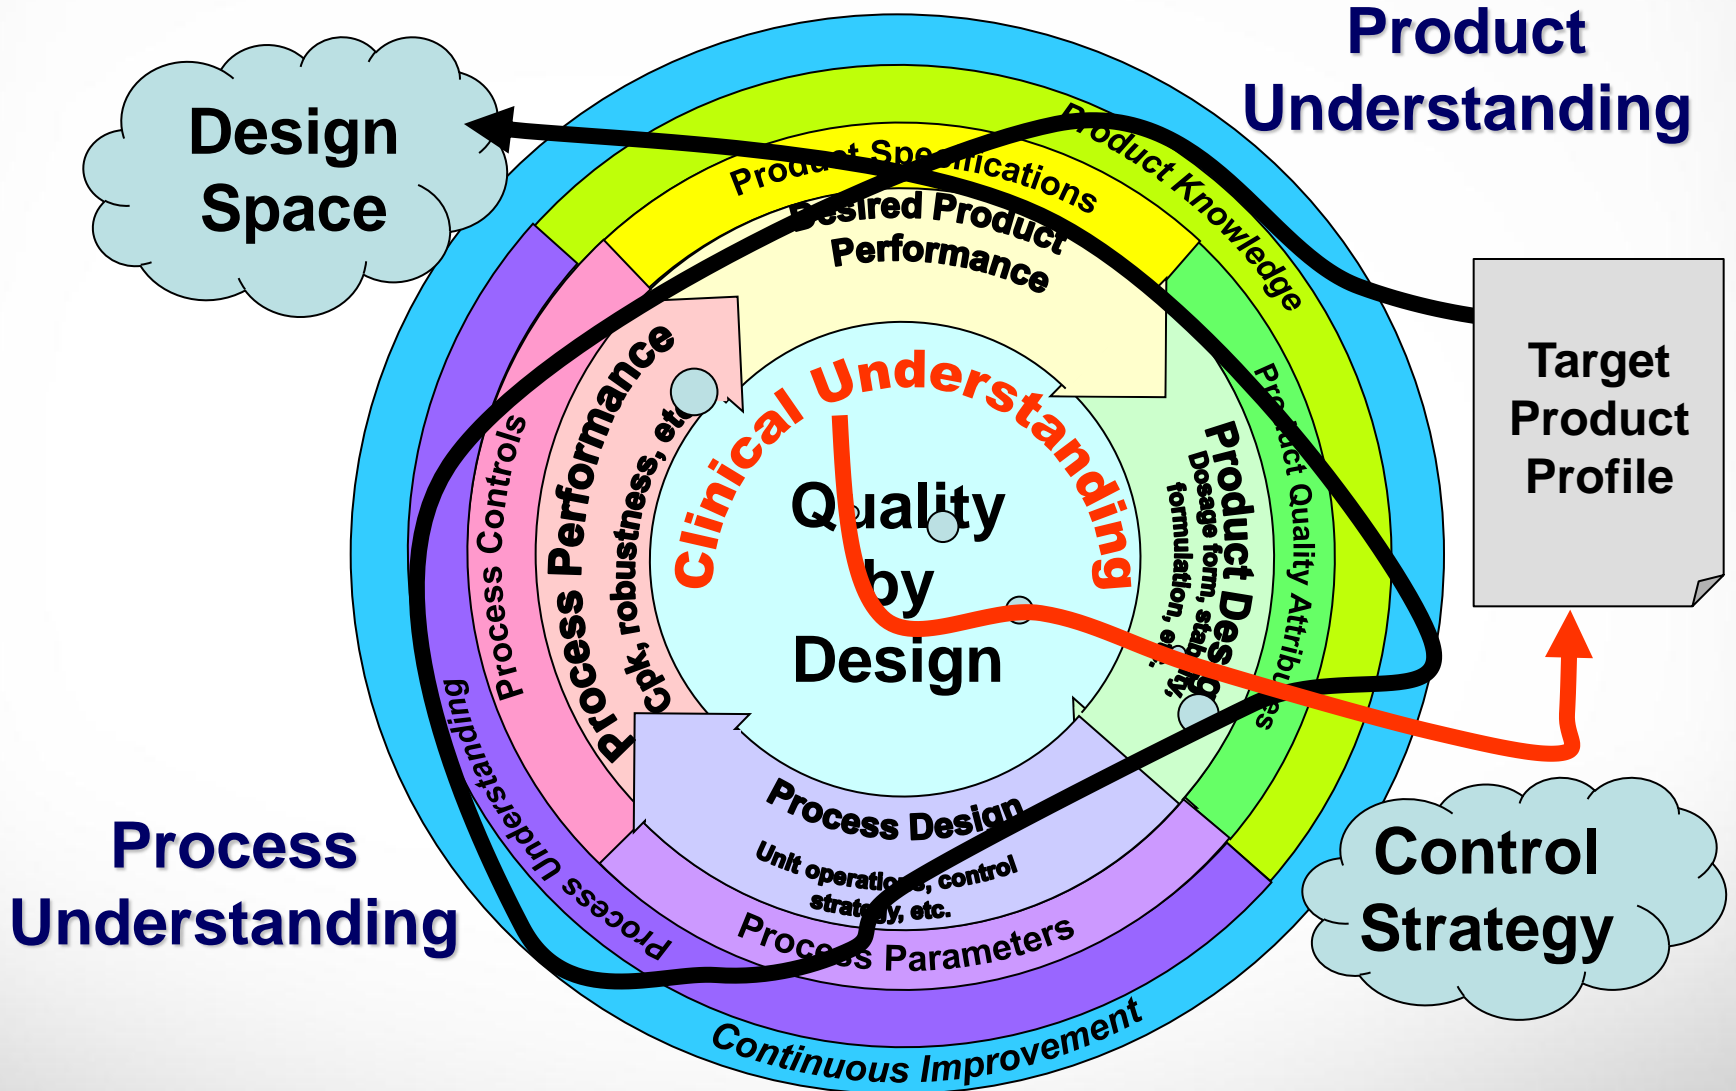 Product
Understanding
Design
Space
Product Knowledge
Product Specifications
Desired Product
Performance
Target
Product
Profile
Clinical Understanding
Quality
by
Design
Process Performance
Cpk, robustness, etc
Process Controls
Product Design
Dosage form, stability,
formulation, etc.
Product Quality Attributes
Process Design
Unit operations, control
strategy, etc.
Process Parameters
Process Understanding
Process
Understanding
Control
Strategy
Continuous Improvement